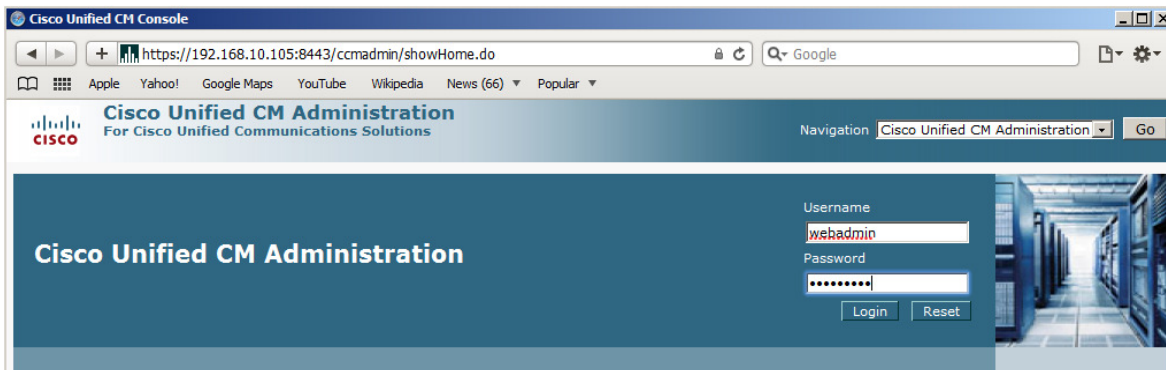 Cisco Unified CM Console
https://192.168.10.105:8443/ccmadmin/showHome.do
Google
Apple Yahoo! Google Maps YouTube Wikipedia News (66) Popular
cisco
Cisco Unified CM Administration
For Cisco Unified Communications Solutions
Navigation Cisco Unified CM Administration Go
Cisco Unified CM Administration
Username
webadmin
Password
•••••••••
Login Reset